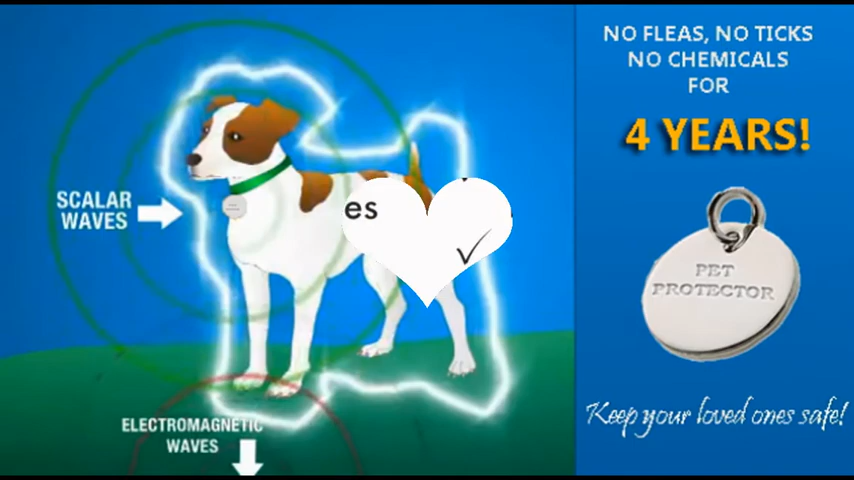 NO FLEAS, NO TICKS
NO CHEMICALS
FOR
4 YEARS!
SCALAR
WAVES
es
✓
PET
PROTECTOR
Keep your loved ones safe!
ELECTROMAGNETIC
WAVES